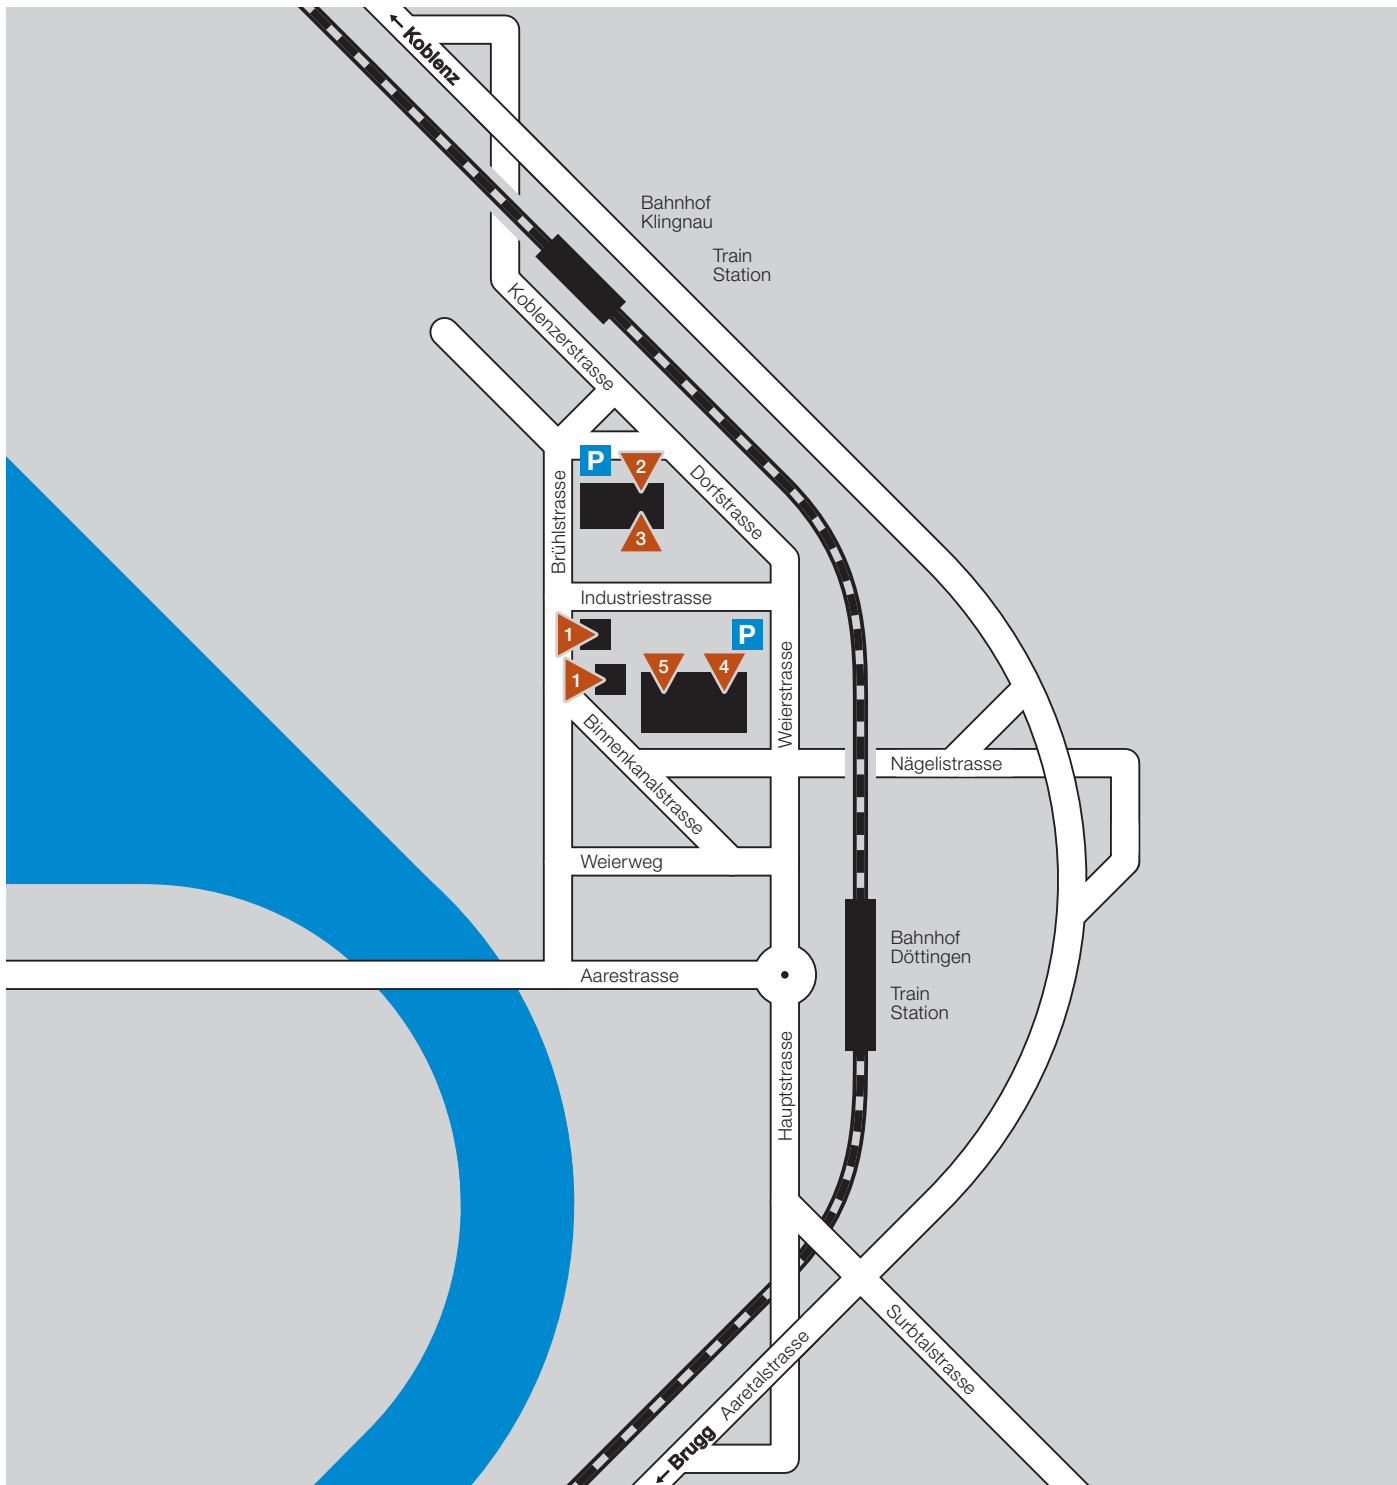 ← Koblenz
Bahnhof
Klingnau
Train
Station
Koblenzerstrasse
P
2
Dorfstrasse
Brühlstrasse
3
Industriestrasse
1
P
5
4
1
Weierstrasse
Binnenkanalstrasse
Nägelistrasse
Weierweg
Bahnhof
Döttingen
Aarestrasse
Train
Station
Hauptstrasse
Surbtalstrasse
Aaretalstrasse
← Brugg